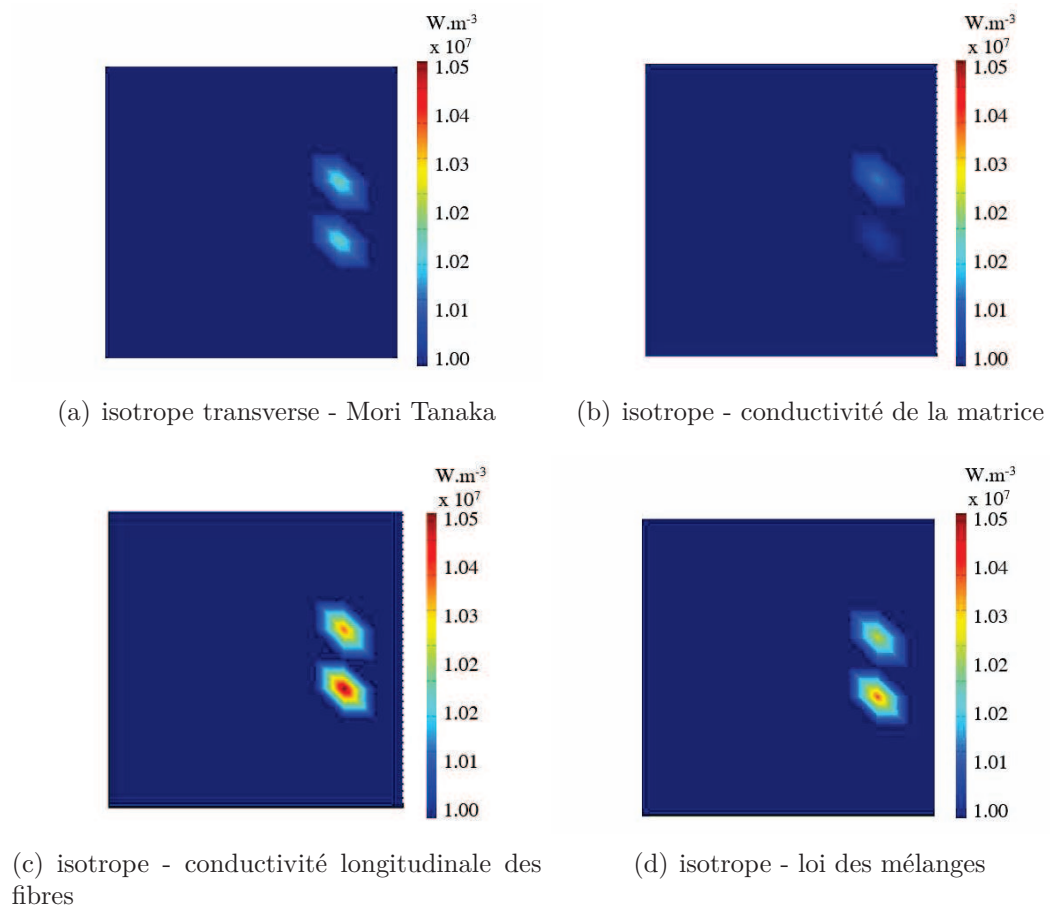 W.m-3
x 10⁷
1.05
1.04
1.03
1.02
1.02
1.01
1.00
(a) isotrope transverse - Mori Tanaka
W.m-3
x 10⁷
1.05
1.04
1.03
1.02
1.02
1.01
1.00
(b) isotrope - conductivité de la matrice
W.m-3
x 10⁷
1.05
1.04
1.03
1.02
1.02
1.01
1.00
(c) isotrope - conductivité longitudinale des
fibres
W.m-3
x 10⁷
1.05
1.04
1.03
1.02
1.02
1.01
1.00
(d) isotrope - loi des mélanges